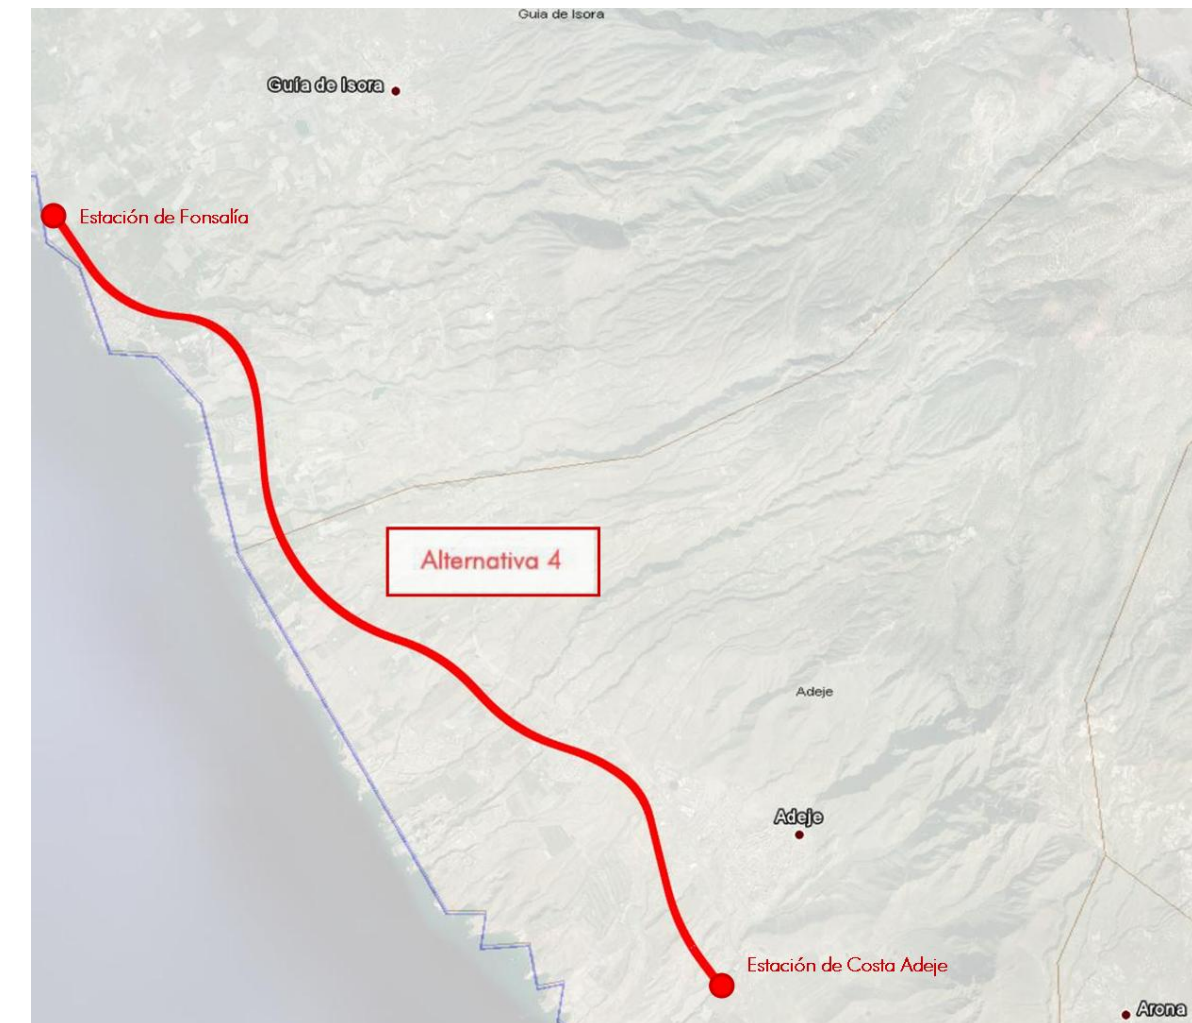 Guia de Isora
Guía de Isora
Estación de Fonsalía
Alternativa 4
Adeje
Adeje
Estación de Costa Adeje
Arona